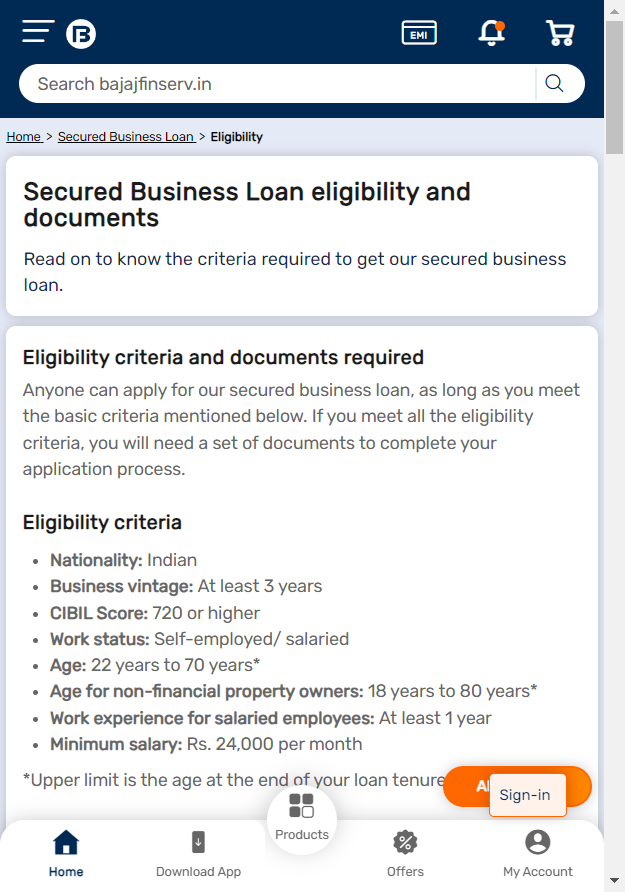 EMI
Search bajajfinserv.in
Home > Secured Business Loan > Eligibility
Secured Business Loan eligibility and
documents
Read on to know the criteria required to get our secured business
loan.
Eligibility criteria and documents required
Anyone can apply for our secured business loan, as long as you meet
the basic criteria mentioned below. If you meet all the eligibility
criteria, you will need a set of documents to complete your
application process.
Eligibility criteria
• Nationality: Indian
• Business vintage: At least 3 years
• CIBIL Score: 720 or higher
• Work status: Self-employed/ salaried
• Age: 22 years to 70 years*
• Age for non-financial property owners: 18 years to 80 years*
• Work experience for salaried employees: At least 1 year
• Minimum salary: Rs. 24,000 per month
*Upper limit is the age at the end of your loan tenure
Sign-in
Products
Home
Download App
Offers
My Account